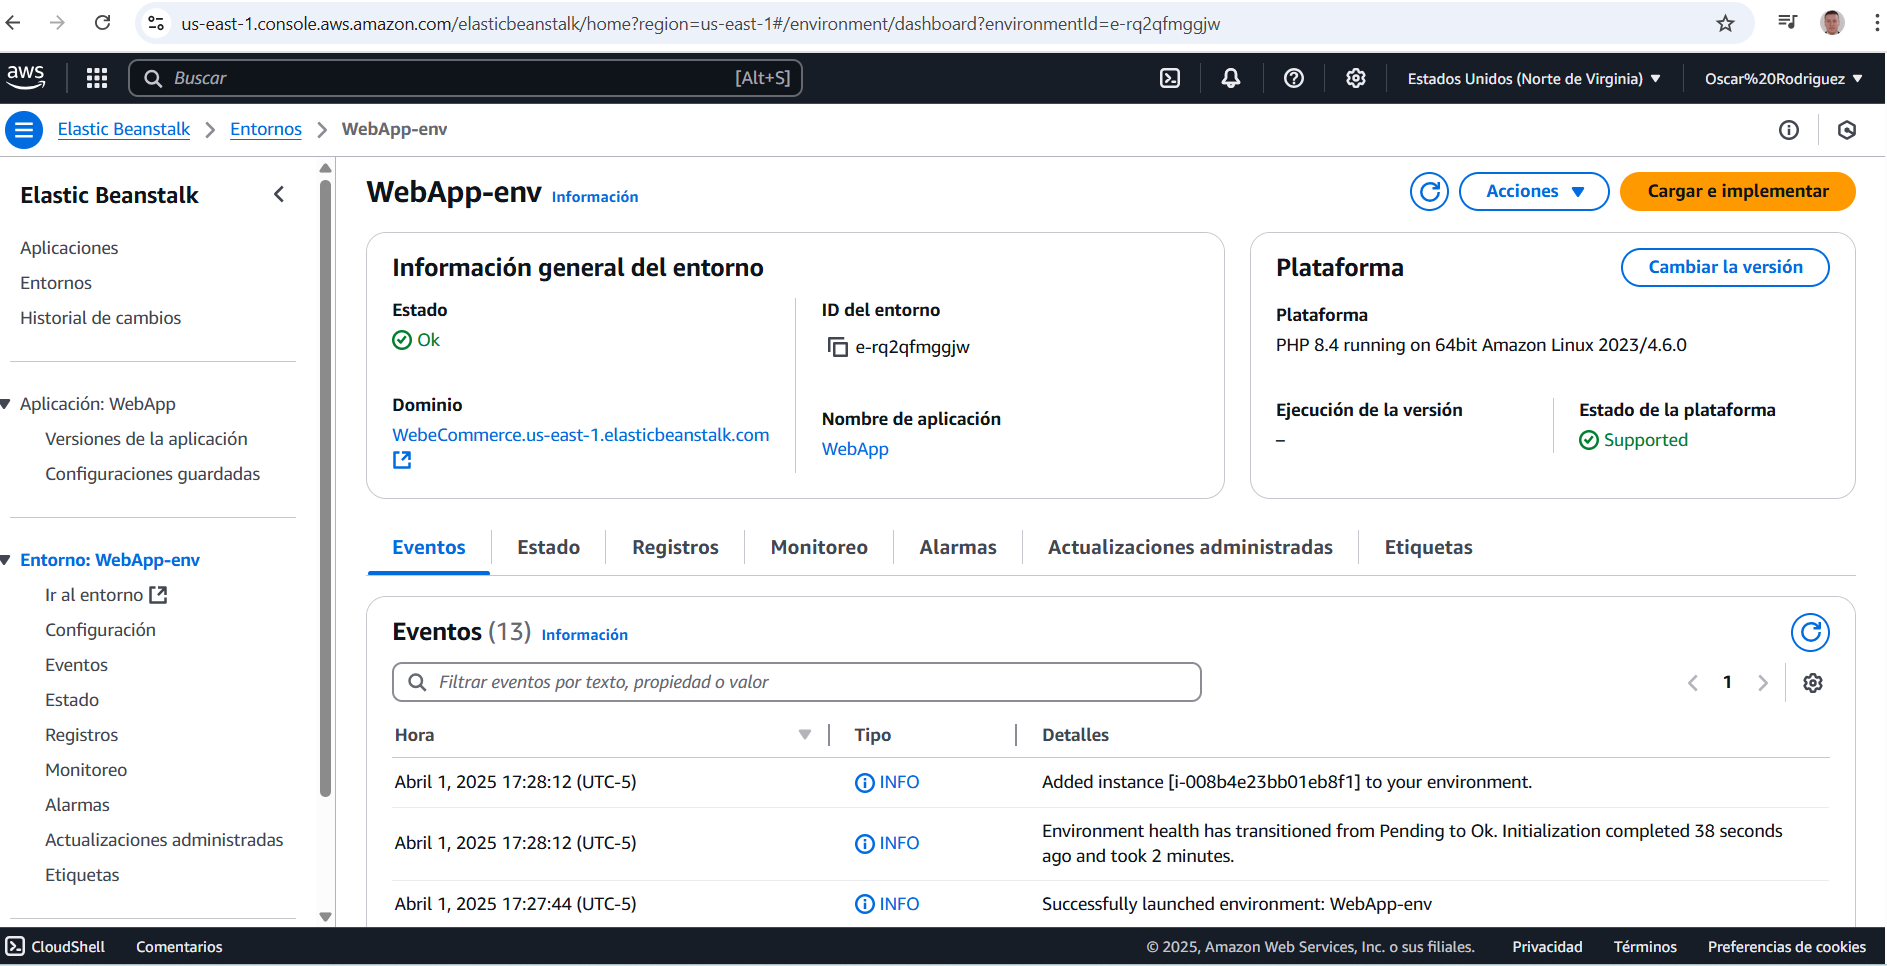 us-east-1.console.aws.amazon.com/elasticbeanstalk/home?region=us-east-1#/environment/dashboard?environmentId=e-rq2qfmggjw
aws
Buscar
[Alt+S]
Estados Unidos (Norte de Virginia)
Oscar%20Rodriguez
Elastic Beanstalk
Entornos
WebApp-env
Elastic Beanstalk
Aplicaciones
Entornos
Historial de cambios
Aplicación: WebApp
Versiones de la aplicación
Configuraciones guardadas
Entorno: WebApp-env
Ir al entorno
Configuración
Eventos
Estado
Registros
Monitoreo
Alarmas
Actualizaciones administradas
Etiquetas
WebApp-env Información
Acciones
Cargar e implementar
Información general del entorno
Estado
Ok
ID del entorno
e-rq2qfmggjw
Dominio
WebeCommerce.us-east-1.elasticbeanstalk.com
Nombre de aplicación
WebApp
Plataforma
Cambiar la versión
Plataforma
PHP 8.4 running on 64bit Amazon Linux 2023/4.6.0
Ejecución de la versión
–
Estado de la plataforma
Supported
Eventos
Estado
Registros
Monitoreo
Alarmas
Actualizaciones administradas
Etiquetas
Eventos (13) Información
Filtrar eventos por texto, propiedad o valor
1
Hora
Tipo
Detalles
Abril 1, 2025 17:28:12 (UTC-5)
INFO
Added instance [i-008b4e23bb01eb8f1] to your environment.
Abril 1, 2025 17:28:12 (UTC-5)
INFO
Environment health has transitioned from Pending to Ok. Initialization completed 38 seconds
ago and took 2 minutes.
Abril 1, 2025 17:27:44 (UTC-5)
INFO
Successfully launched environment: WebApp-env
CloudShell
Comentarios
© 2025, Amazon Web Services, Inc. o sus filiales.
Privacidad
Términos
Preferencias de cookies